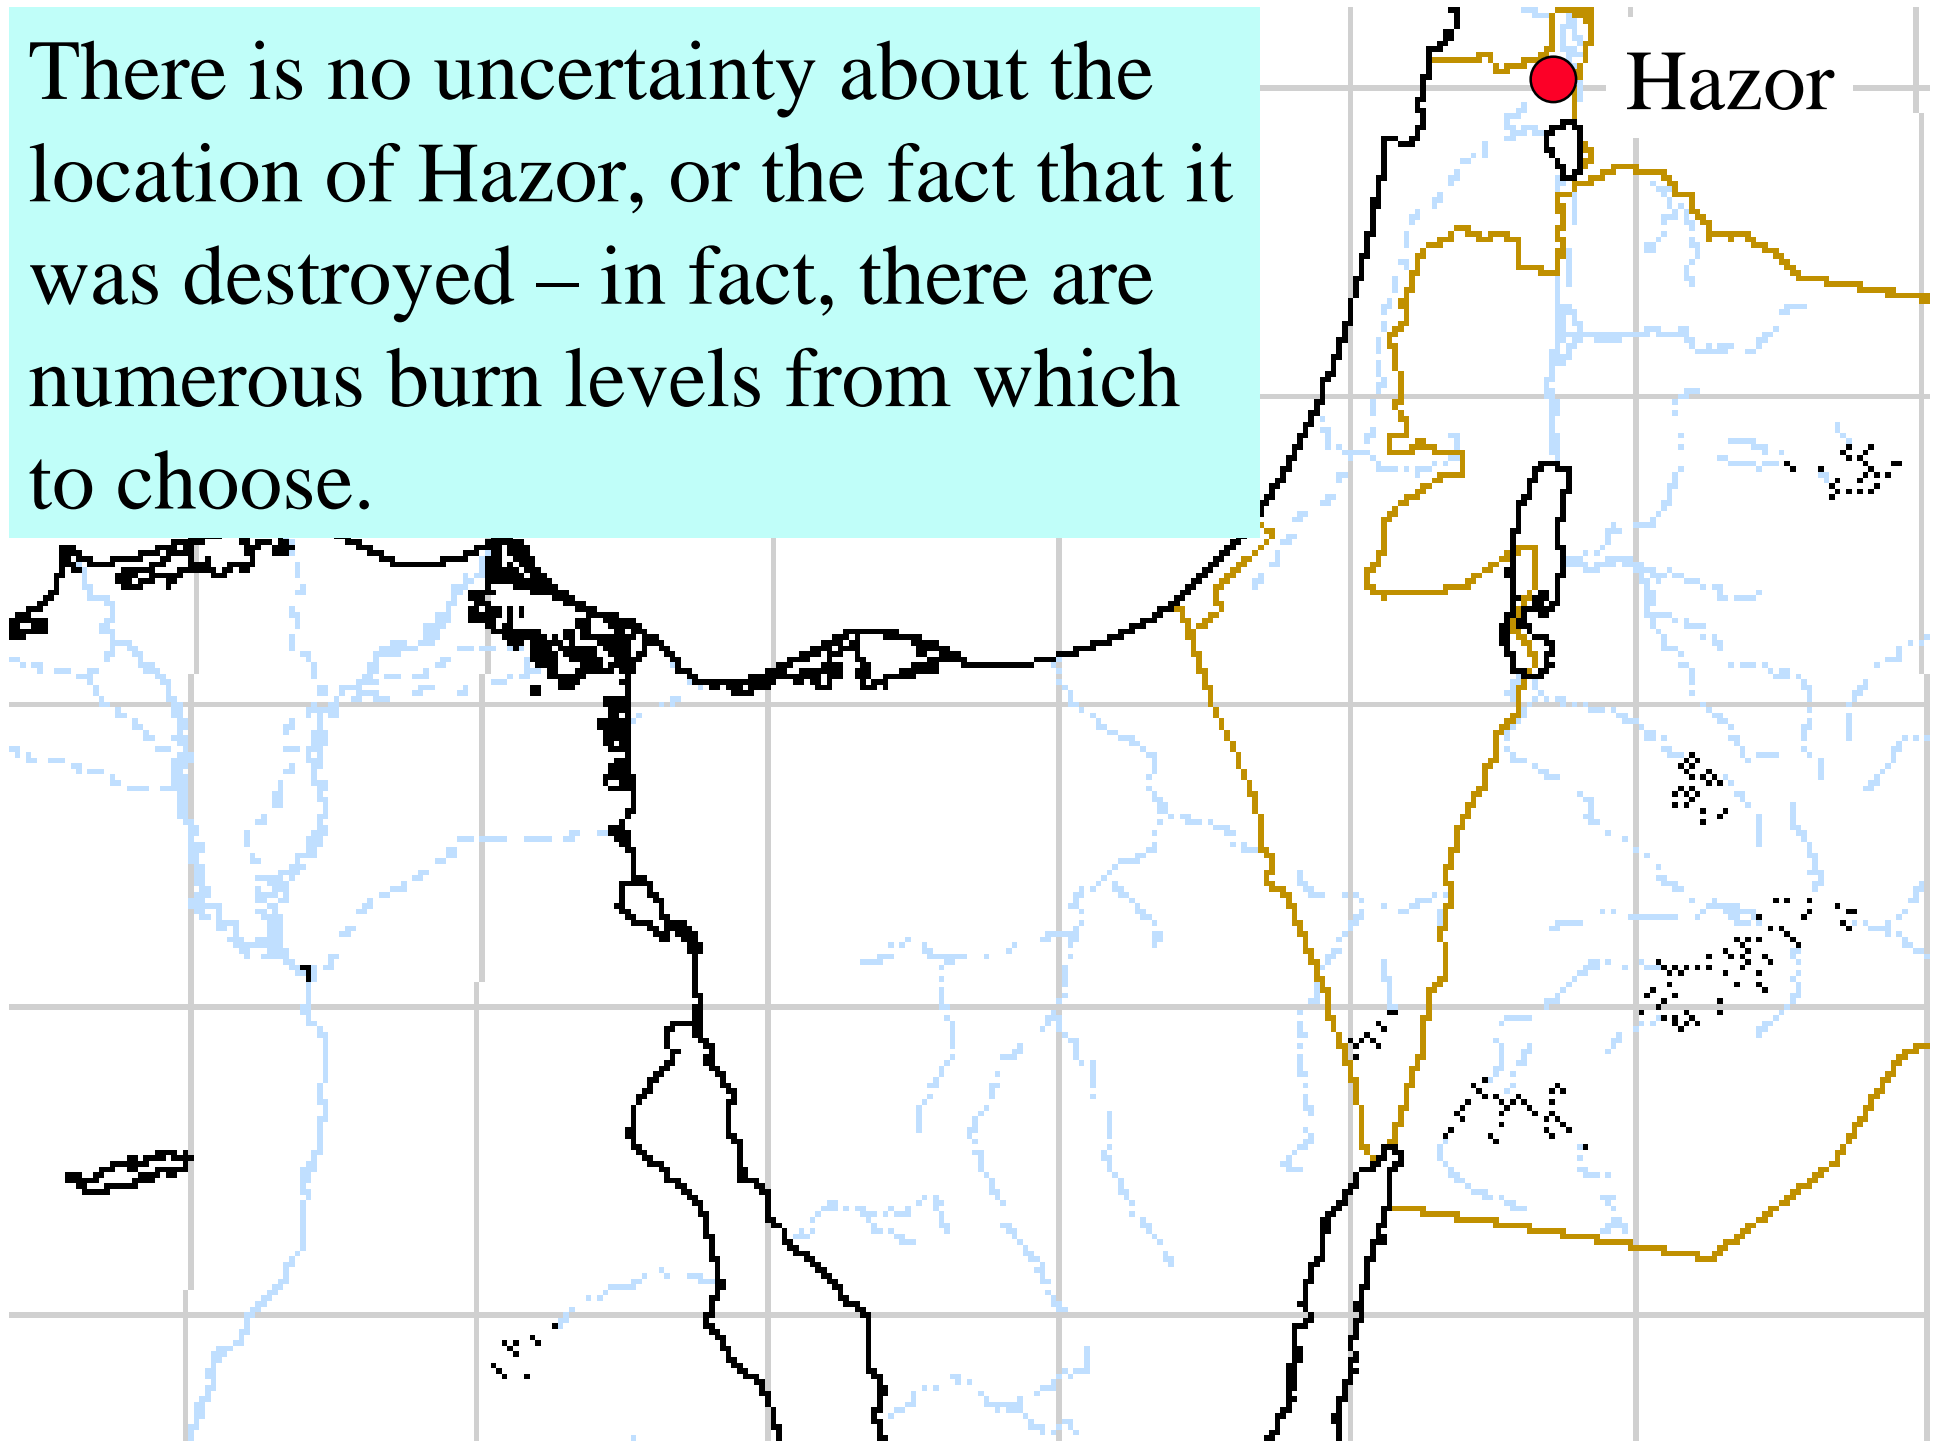 There is no uncertainty about the
location of Hazor, or the fact that it
was destroyed – in fact, there are
numerous burn levels from which
to choose.
Hazor